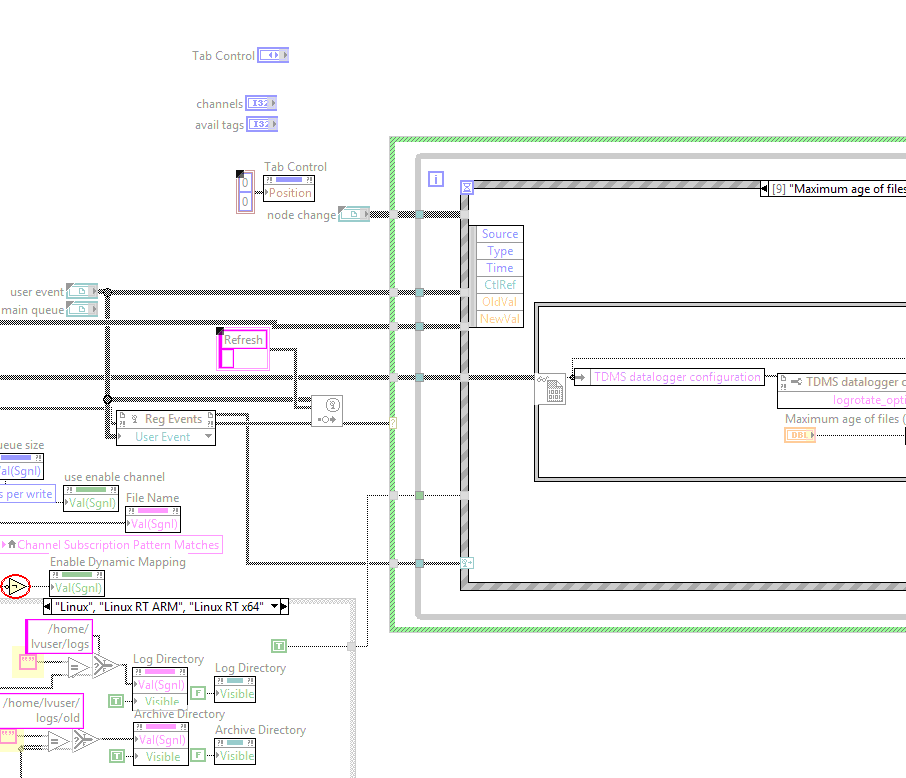 Tab Control
channels
I32
avail tags
I32
Tab Control
Position
0
0
node change
i
[9] "Maximum age of files
Source
Type
Time
CtlRef
OldVal
NewVal
user event
main queue
Refresh
Reg Events
User Event
TDMS datalogger configuration
TDMS datalogger c
logrotate_opti
Maximum age of files (
DBL
ueue size
al(Sgnl)
s per write
use enable channel
Val(Sgnl)
File Name
Val(Sgnl)
Channel Subscription Pattern Matches
Enable Dynamic Mapping
Val(Sgnl)
"Linux", "Linux RT ARM", "Linux RT x64"
/home/
lvuser/logs
T
Log Directory
Val(Sgnl)
Visible
T
F
Log Directory
Visible
/home/lvuser/
logs/old
Archive Directory
Val(Sgnl)
Visible
T
F
Archive Directory
Visible